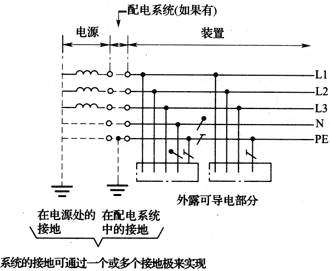 配电系统(如果有)
电源
装置
L1
L2
L3
N
PE
外露可导电部分
在电源处的
接地
在配电系统
中的接地
系统的接地可通过一个或多个接地极来实现